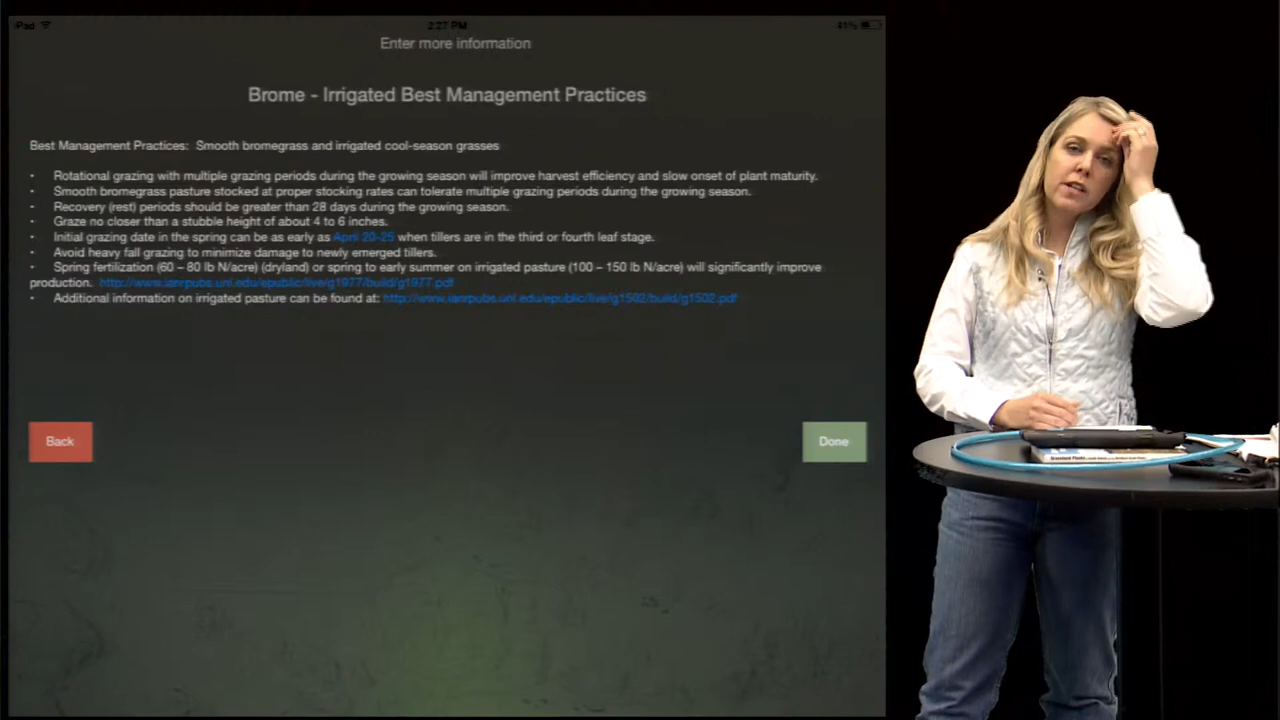 iPad
2:27 PM
41%
Enter more information
Brome - Irrigated Best Management Practices
Best Management Practices: Smooth bromegrass and irrigated cool-season grasses
• Rotational grazing with multiple grazing periods during the growing season will improve harvest efficiency and slow onset of plant maturity.
• Smooth bromegrass pasture stocked at proper stocking rates can tolerate multiple grazing periods during the growing season.
• Recovery (rest) periods should be greater than 28 days during the growing season.
• Graze no closer than a stubble height of about 4 to 6 inches.
• Initial grazing date in the spring can be as early as April 20-25 when tillers are in the third or fourth leaf stage.
• Avoid heavy fall grazing to minimize damage to newly emerged tillers.
• Spring fertilization (60 – 80 lb N/acre) (dryland) or spring to early summer on irrigated pasture (100 – 150 lb N/acre) will significantly improve
production. http://www.ianrpubs.unl.edu/epublic/live/g1977/build/g1977.pdf
• Additional information on irrigated pasture can be found at: http://www.ianrpubs.unl.edu/epublic/live/g1502/build/g1502.pdf
Back
Done
Grassland Plants